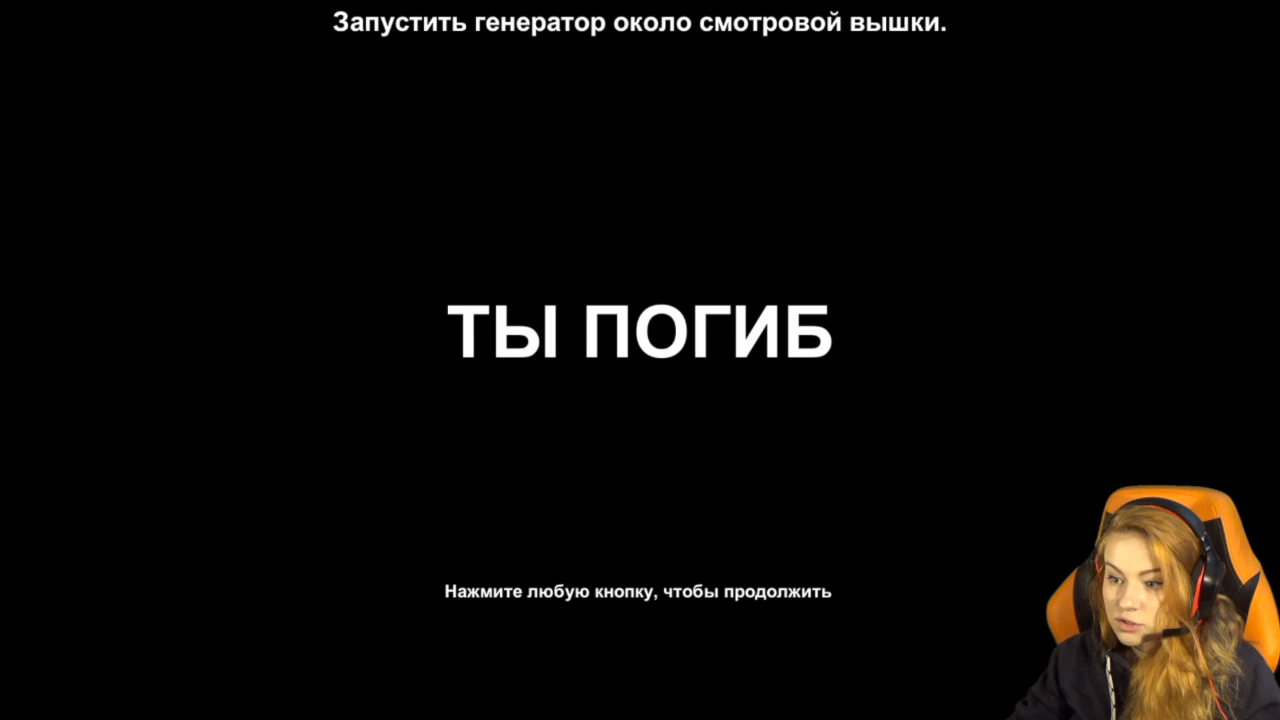 Запустить генератор около смотровой вышки.
ТЫ ПОГИБ
Нажмите любую кнопку, чтобы продолжить